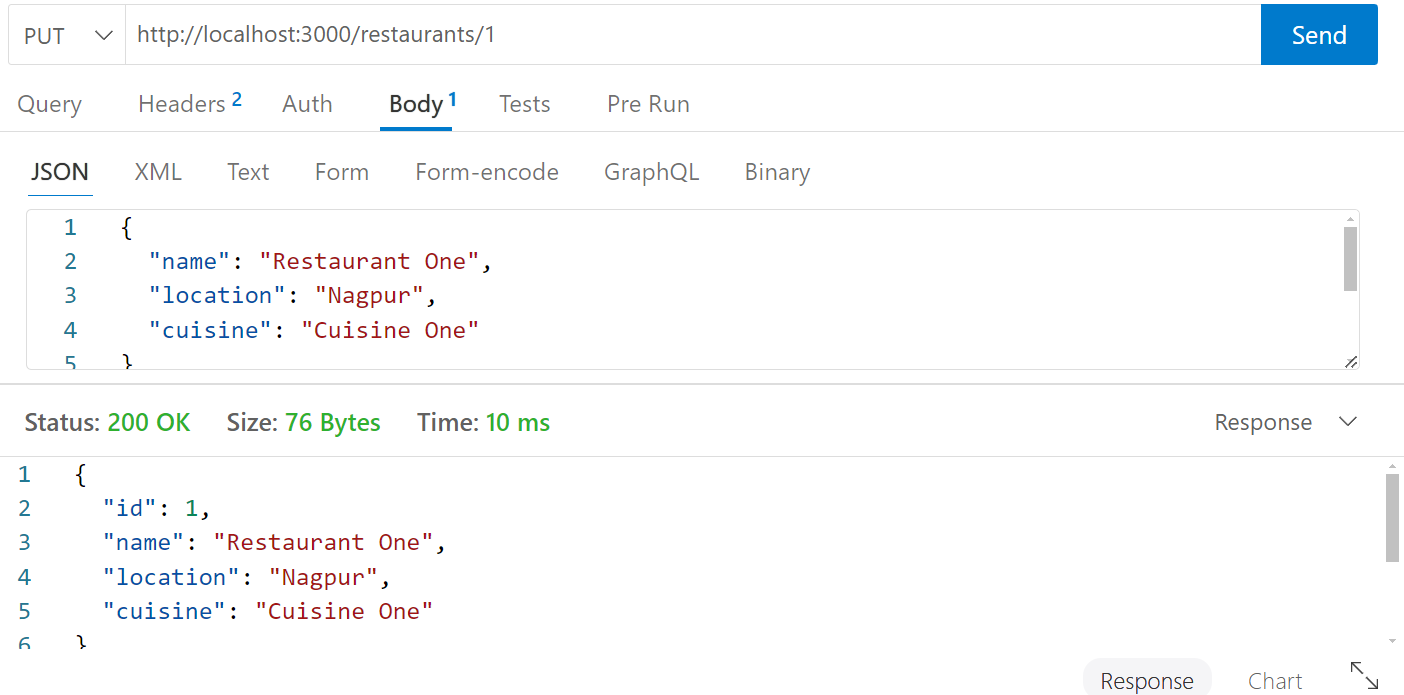 PUT http://localhost:3000/restaurants/1 Send
Query Headers 2 Auth Body 1 Tests Pre Run
JSON XML Text Form Form-encode GraphQL Binary
1 {
2 "name": "Restaurant One",
3 "location": "Nagpur",
4 "cuisine": "Cuisine One"
5 }
Status: 200 OK Size: 76 Bytes Time: 10 ms Response
1 {
2 "id": 1,
3 "name": "Restaurant One",
4 "location": "Nagpur",
5 "cuisine": "Cuisine One"
6 }
Response Chart